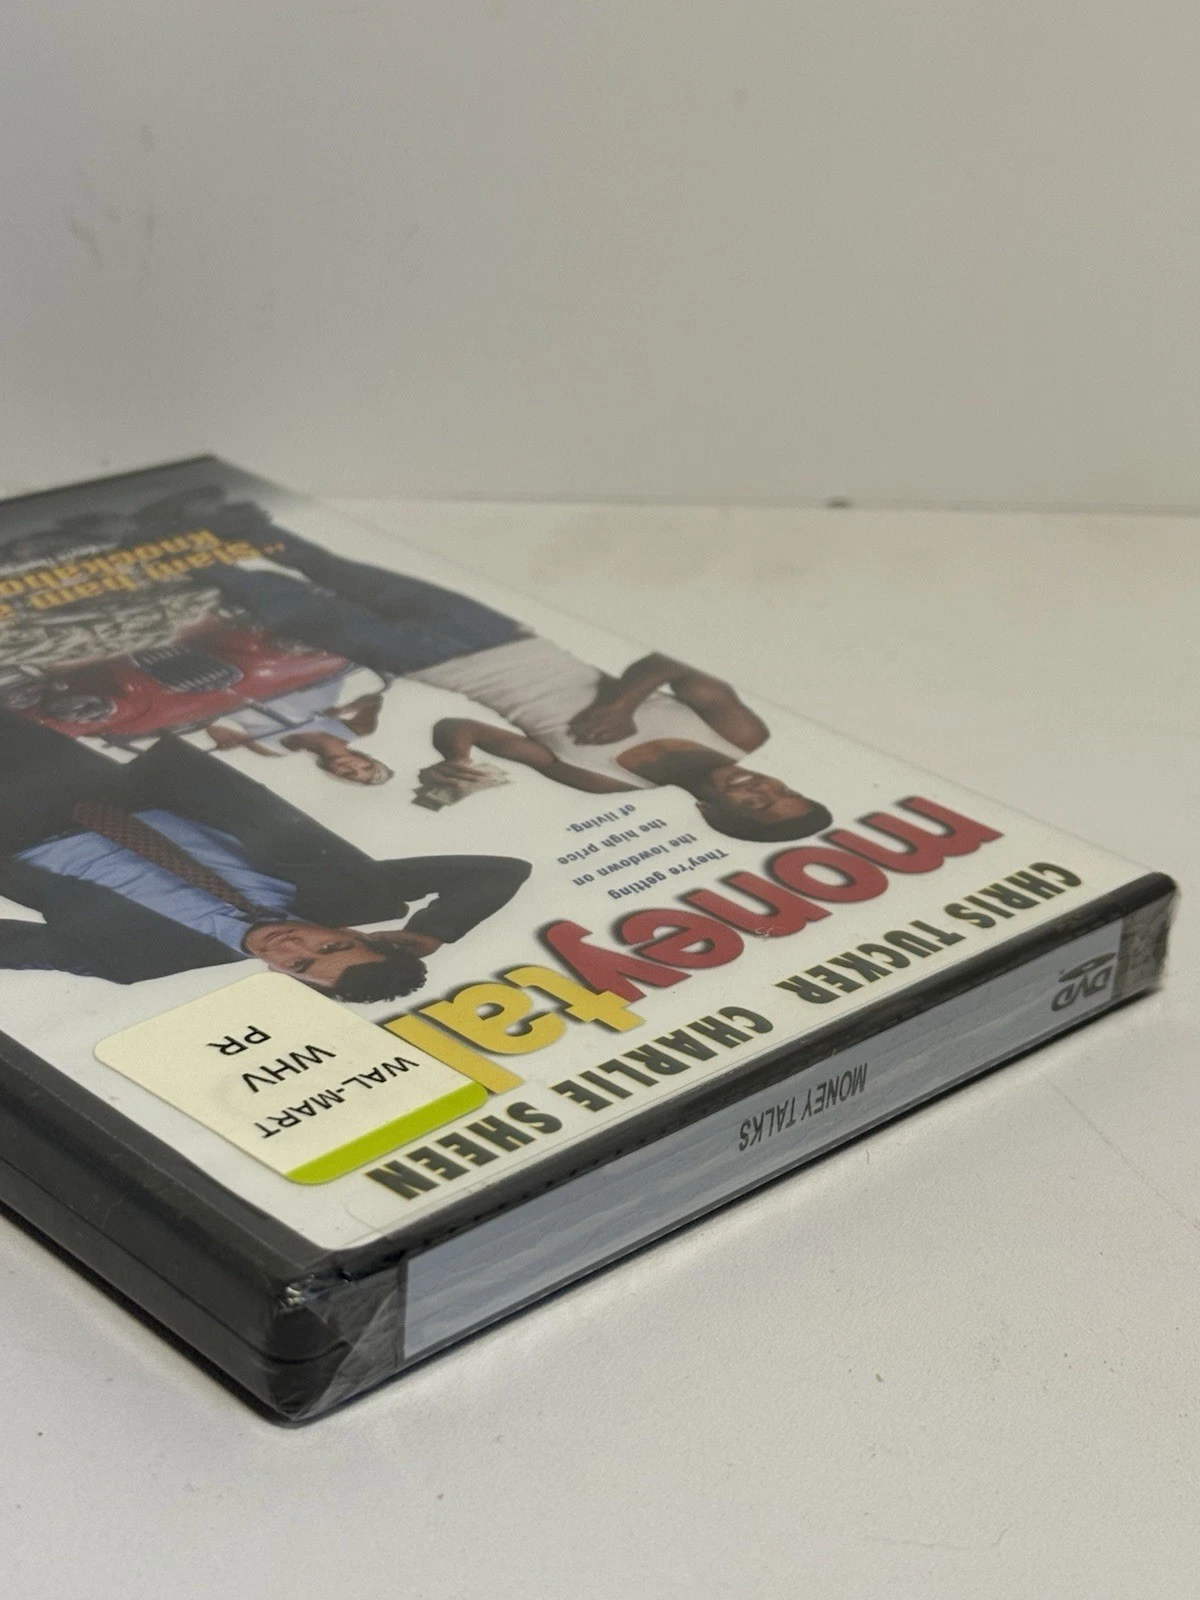 CHRIS TUCKER CHARLIE SHEEN
money
tal
They're getting
the lowdown on
the high price
of living.
WAL-MART
WHV
PR
"Slam bam
knockabo
MONEY TALKS
DVD